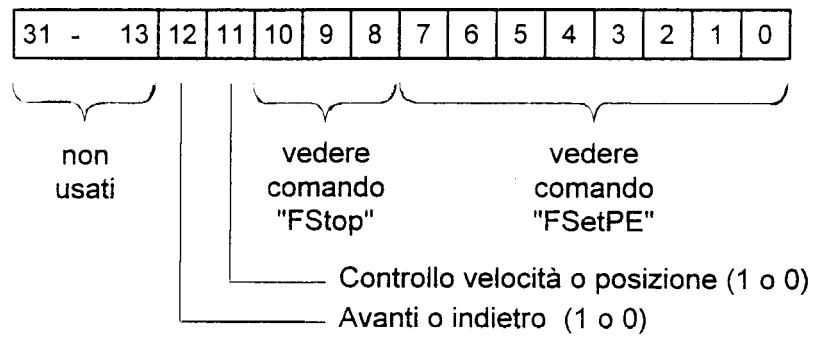 31 - 13 12 11 10 9 8 7 6 5 4 3 2 1 0
non
usati
vedere
comando
"FStop"
vedere
comando
"FSetPE"
Controllo velocità o posizione (1 o 0)
Avanti o indietro (1 o 0)